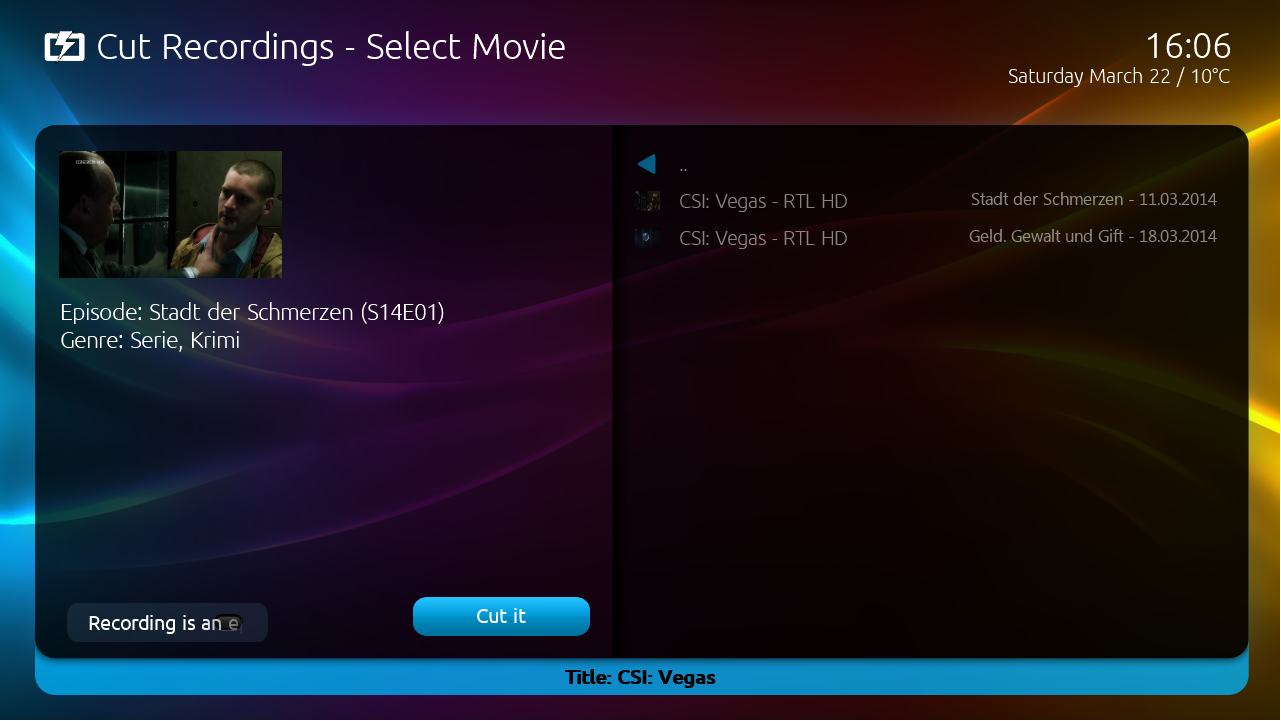 Cut Recordings - Select Movie
16:06
Saturday March 22 / 10°C
..
CSI: Vegas - RTL HD Stadt der Schmerzen - 11.03.2014
CSI: Vegas - RTL HD Geld. Gewalt und Gift - 18.03.2014
Episode: Stadt der Schmerzen (S14E01)
Genre: Serie, Krimi
Recording is an
Cut it
Title: CSI: Vegas